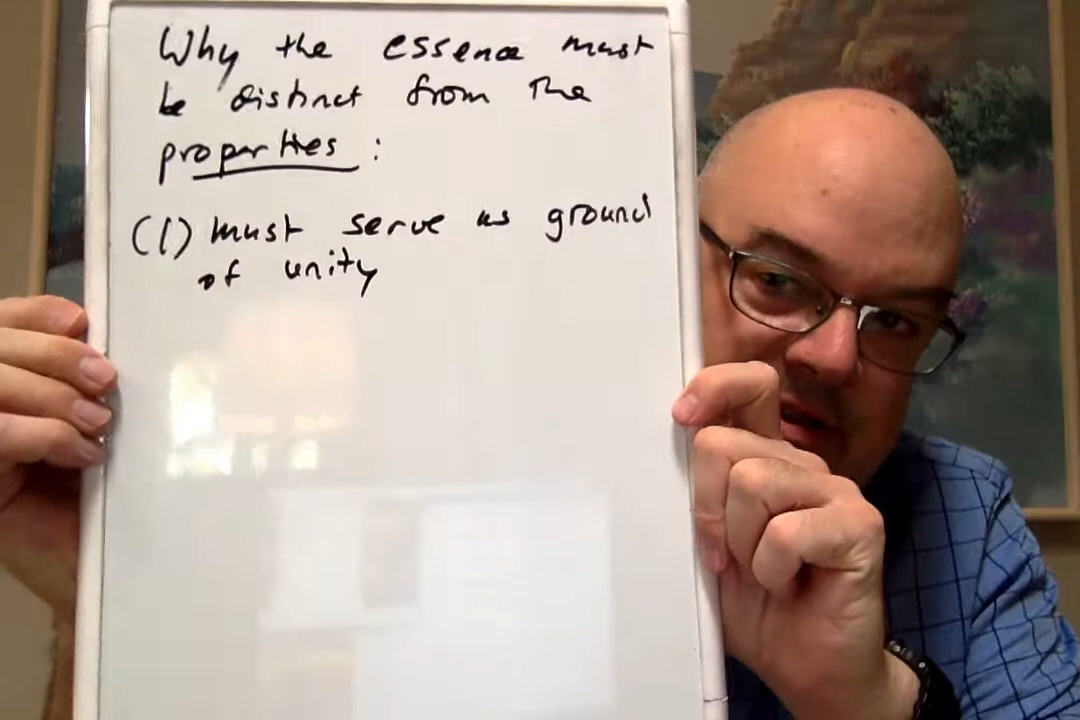 Why the essence must
be distinct from the
properties:
(1) must serve as ground
of unity